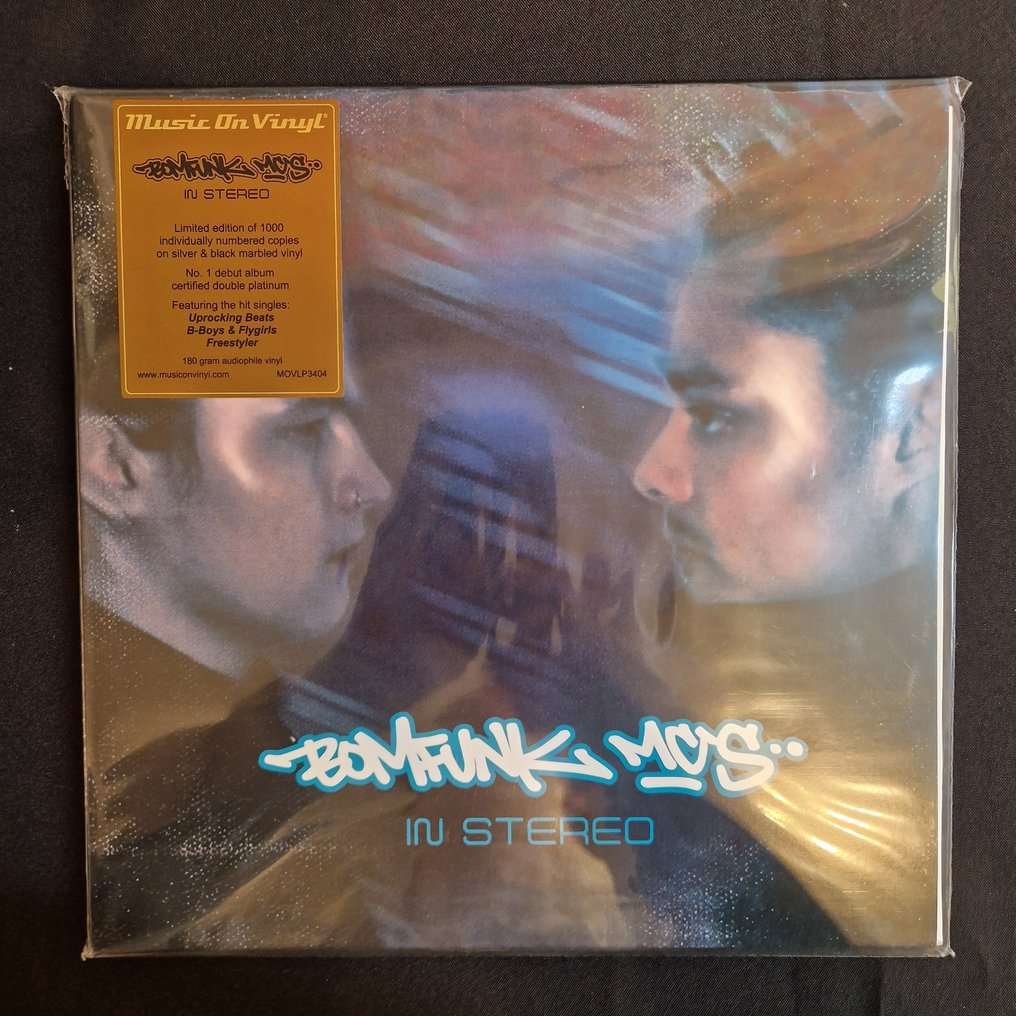 Music On Vinyl®
BOMFUNK MC'S..
IN STEREO
Limited edition of 1000
individually numbered copies
on silver & black marbled vinyl
No. 1 debut album
certified double platinum
Featuring the hit singles:
Uprocking Beats
B-Boys & Flygirls
Freestyler
180 gram audiophile vinyl
www.musiconvinyl.com MOVLP3404
BOMFUNK MC'S..
IN STEREO